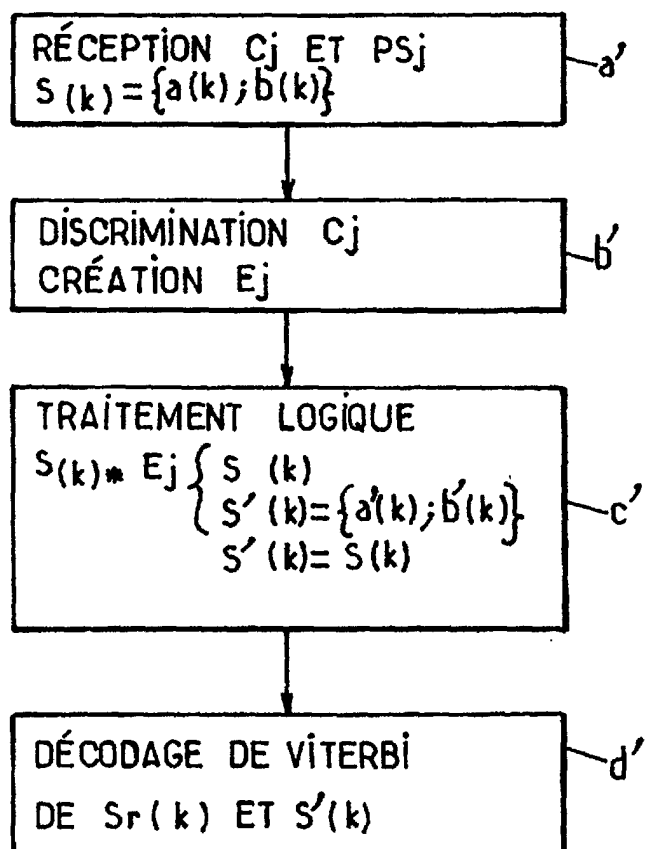 RÉCEPTION Cj ET PSj
S(k)={a(k);b(k)}
a'
DISCRIMINATION Cj
CRÉATION Ej
b'
TRAITEMENT LOGIQUE
S(k)* Ej { S (k)
S'(k)={a'(k);b'(k)}
S'(k)= S(k)
c'
DÉCODAGE DE VITERBI
DE Sr(k) ET S'(k)
d'